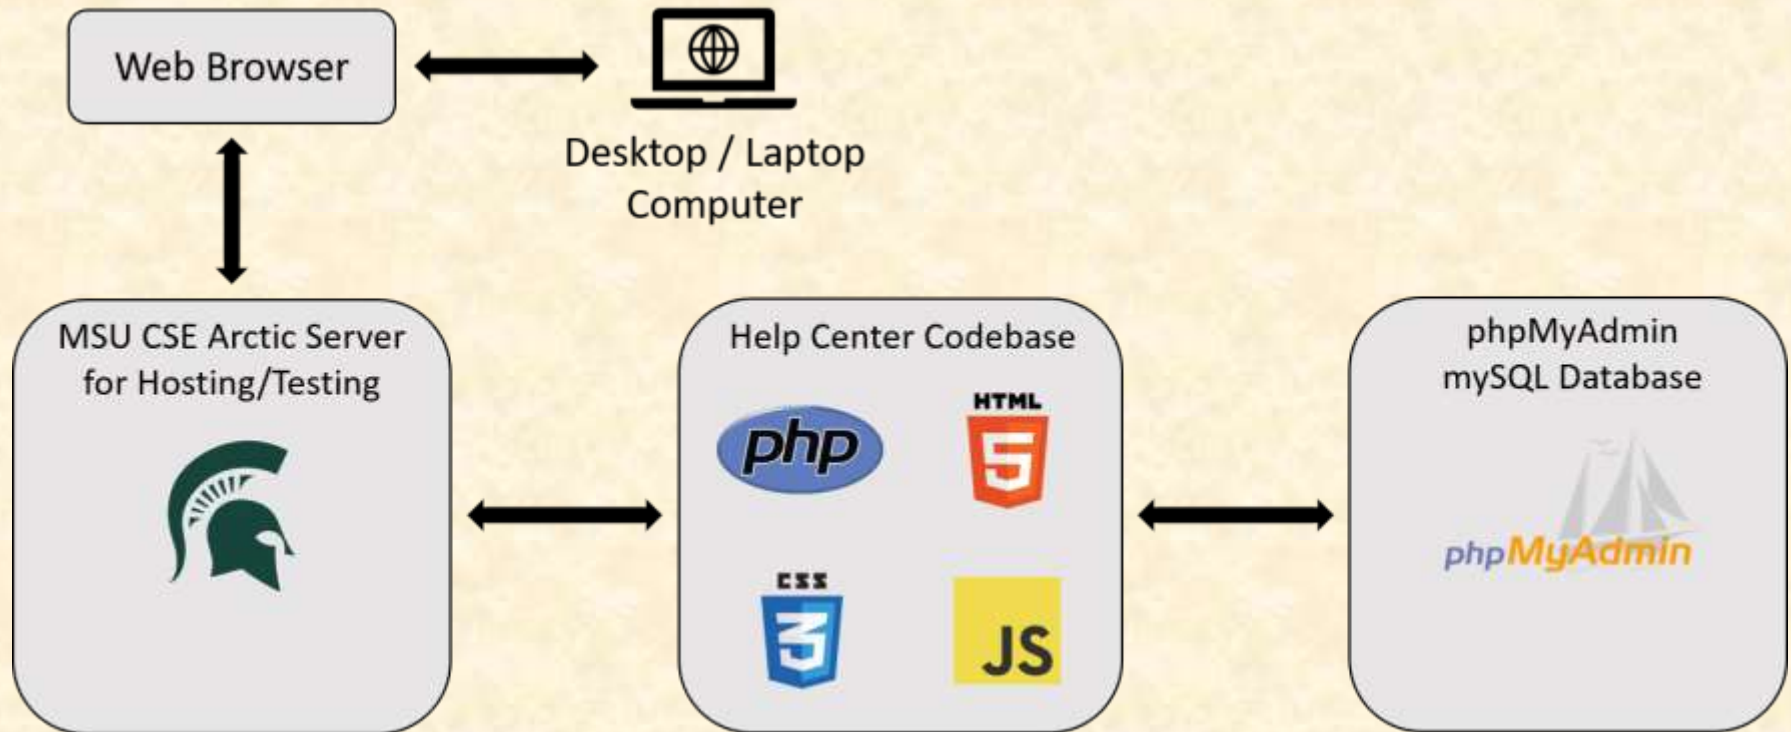 Web Browser
Desktop / Laptop
Computer
MSU CSE Arctic Server
for Hosting/Testing
Help Center Codebase
php
HTML
5
CSS
3
JS
phpMyAdmin
mySQL Database
phpMyAdmin